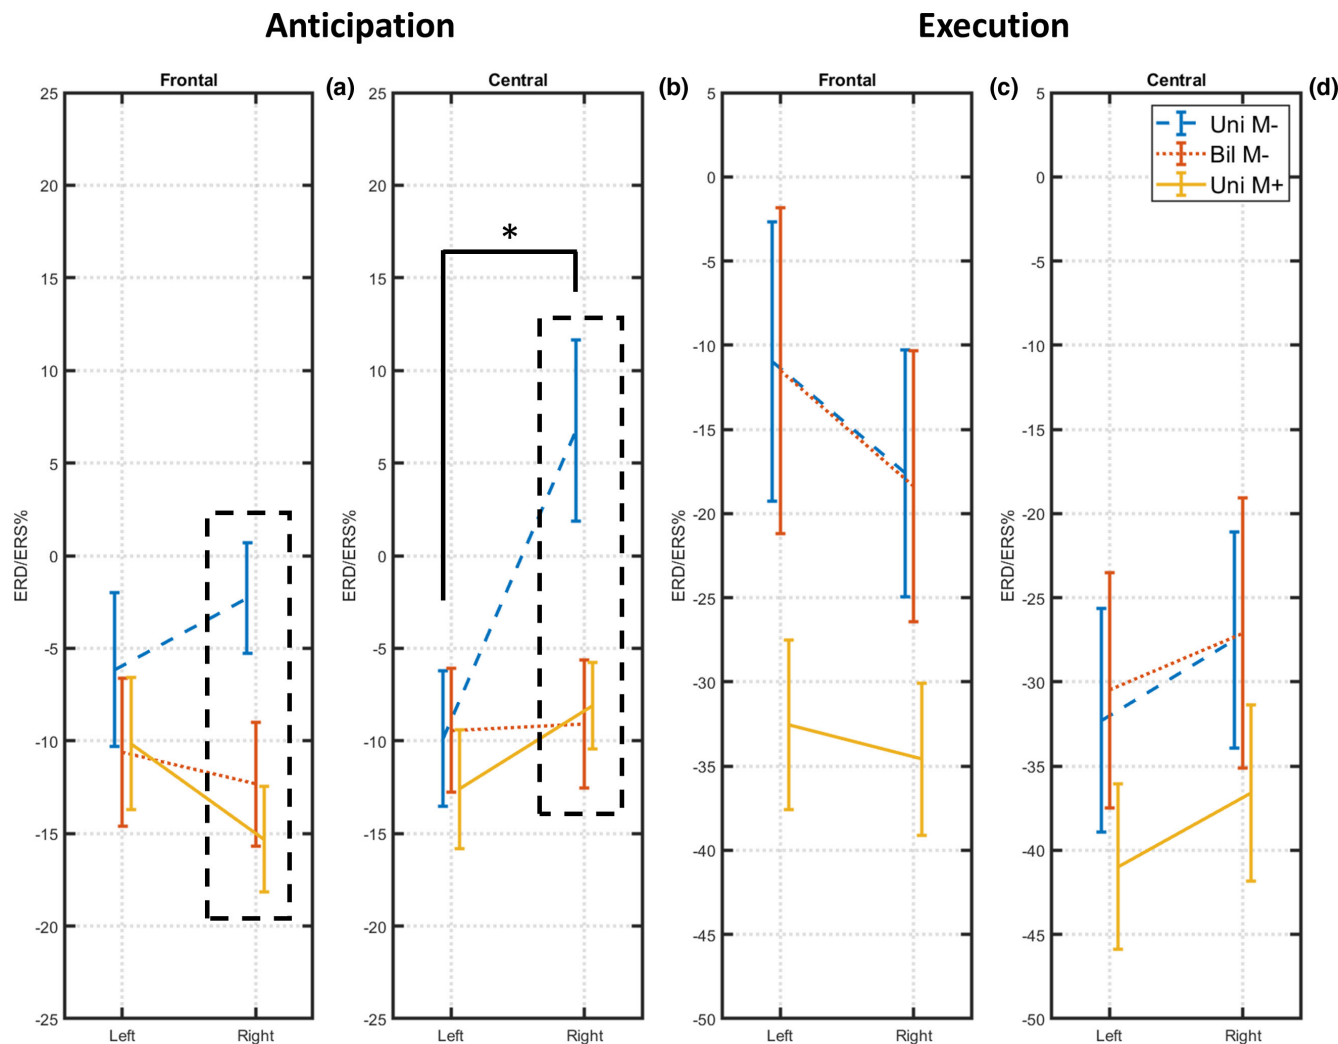 Anticipation
Execution
Frontal
(a)
Central
(b)
Frontal
(c)
Central
(d)
25
20
15
10
5
0
-5
-10
-15
-20
-25
ERD/ERS%
Left
Right
25
20
15
10
5
0
-5
-10
-15
-20
-25
ERD/ERS%
*
Left
Right
5
0
-5
-10
-15
-20
-25
-30
-35
-40
-45
-50
ERD/ERS%
Left
Right
5
0
-5
-10
-15
-20
-25
-30
-35
-40
-45
-50
ERD/ERS%
Uni M-
Bil M-
Uni M+
Left
Right